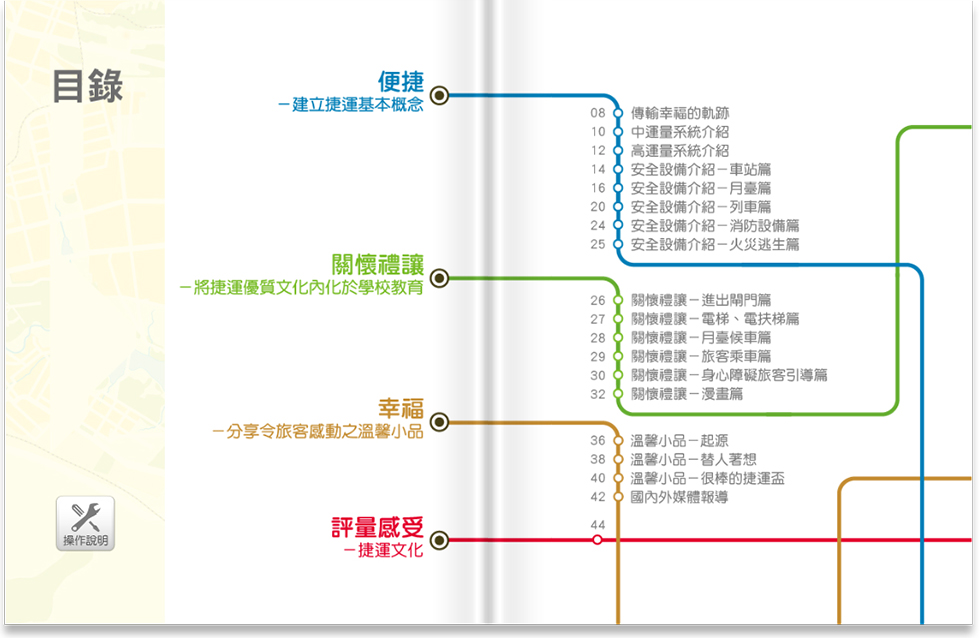 目錄
便捷
－建立捷運基本概念
08 傳輸幸福的軌跡
10 中運量系統介紹
12 高運量系統介紹
14 安全設備介紹－車站篇
16 安全設備介紹－月臺篇
20 安全設備介紹－列車篇
24 安全設備介紹－消防設備篇
25 安全設備介紹－火災逃生篇
關懷禮讓
－將捷運優質文化內化於學校教育
26 關懷禮讓－進出閘門篇
27 關懷禮讓－電梯、電扶梯篇
28 關懷禮讓－月臺候車篇
29 關懷禮讓－旅客乘車篇
30 關懷禮讓－身心障礙旅客引導篇
32 關懷禮讓－漫畫篇
幸福
－分享令旅客感動之溫馨小品
36 溫馨小品－起源
38 溫馨小品－替人著想
40 溫馨小品－很棒的捷運盃
42 國內外媒體報導
評量感受
－捷運文化
44
操作說明